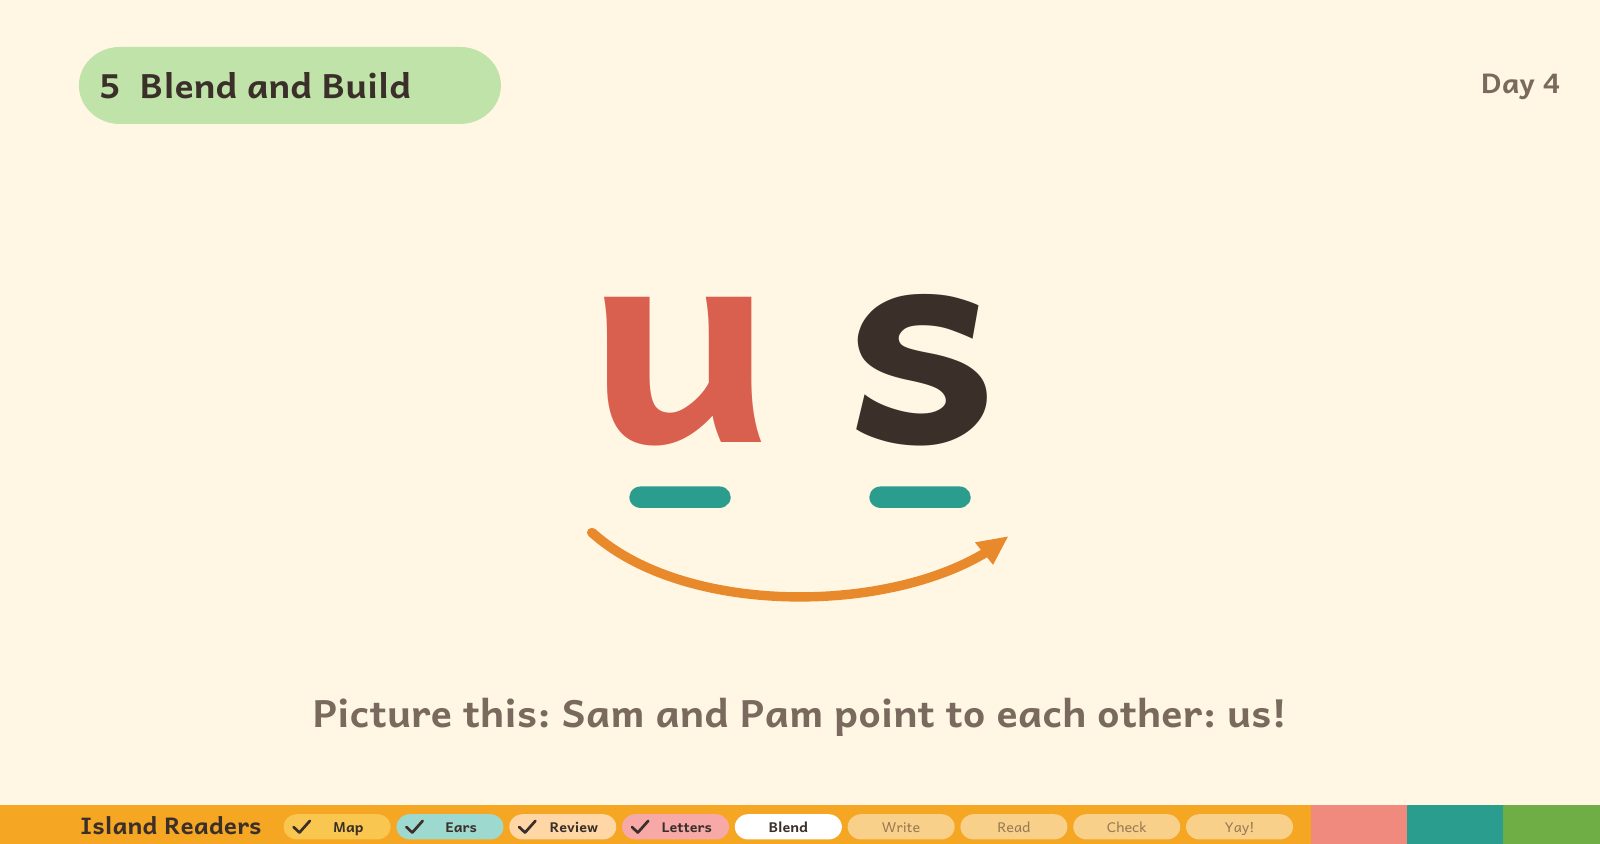 5 Blend and Build
Day 4
u s
Picture this: Sam and Pam point to each other: us!
Island Readers Map Ears Review Letters Blend Write Read Check Yay!